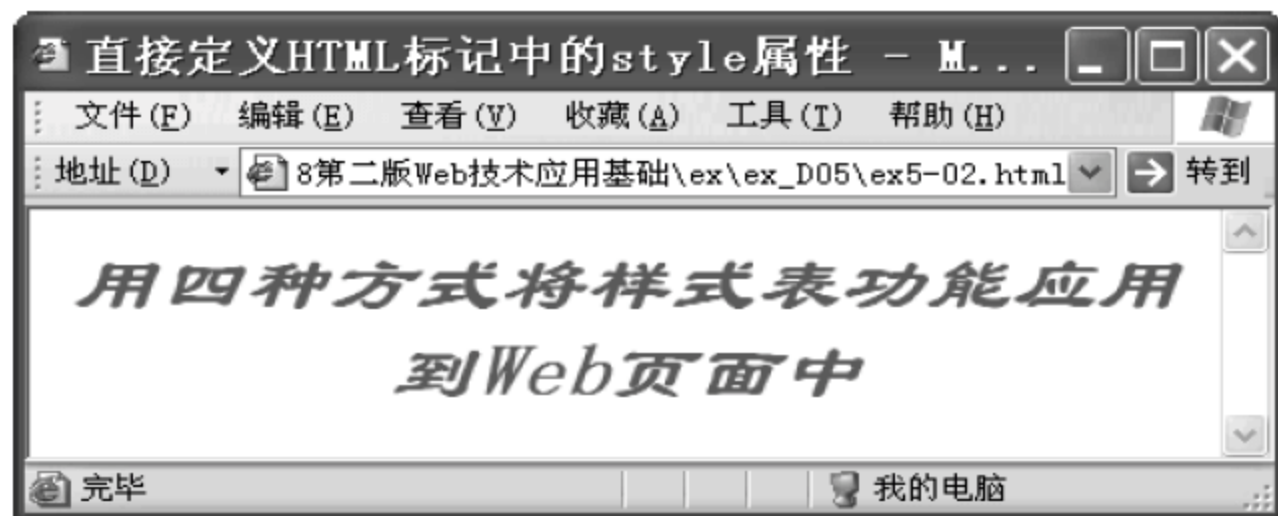 直接定义HTML标记中的style属性 - M...
文件(F) 编辑(E) 查看(V) 收藏(A) 工具(T) 帮助(H)
地址(D) 8第二版Web技术应用基础\ex\ex_D05\ex5-02.html 转到
用四种方式将样式表功能应用
到Web页面中
完毕 我的电脑